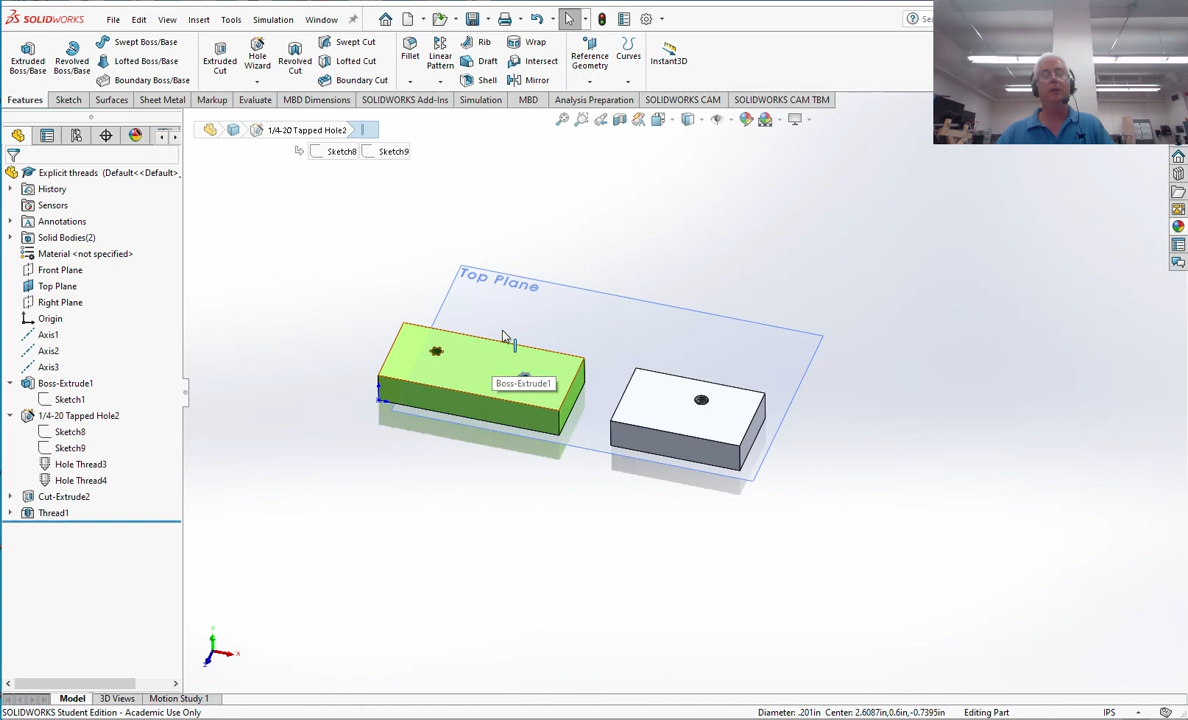 SOLIDWORKS File Edit View Insert Tools Simulation Window
Extruded Boss/Base
Revolved Boss/Base
Swept Boss/Base
Lofted Boss/Base
Boundary Boss/Base
Extruded Cut
Hole Wizard
Revolved Cut
Swept Cut
Lofted Cut
Boundary Cut
Fillet
Linear Pattern
Rib
Draft
Shell
Wrap
Intersect
Mirror
Reference Geometry
Curves
Instant3D
Features Sketch Surfaces Sheet Metal Markup Evaluate MBD Dimensions SOLIDWORKS Add-Ins Simulation MBD Analysis Preparation SOLIDWORKS CAM SOLIDWORKS CAM TBM
1/4-20 Tapped Hole2
Sketch8 Sketch9
Explicit threads (Default<<Default>_
History
Sensors
Annotations
Solid Bodies(2)
Material <not specified>
Front Plane
Top Plane
Right Plane
Origin
Axis1
Axis2
Axis3
Boss-Extrude1
Sketch1
1/4-20 Tapped Hole2
Sketch8
Sketch9
Hole Thread3
Hole Thread4
Cut-Extrude2
Thread1
Top Plane
Boss-Extrude1
Y
X
Z
Model 3D Views Motion Study 1
SOLIDWORKS Student Edition - Academic Use Only Diameter: .201in Center: 2.6087in,0.6in,-0.7395in Editing Part IPS